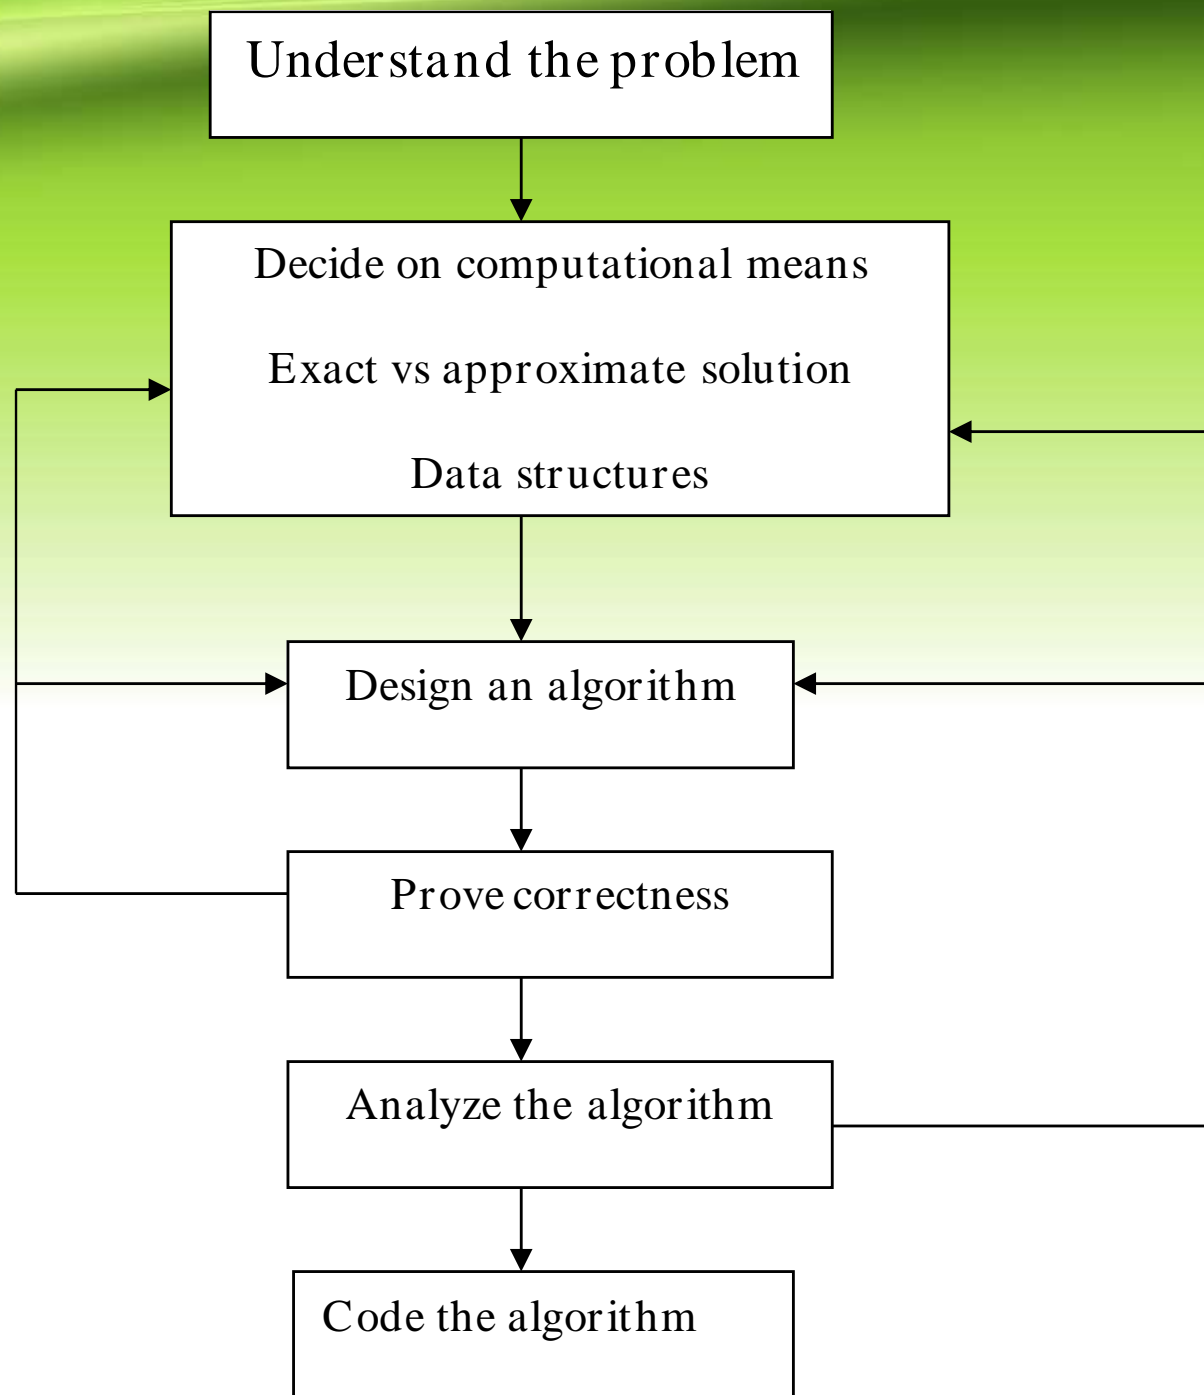 Understand the problem
Decide on computational means
Exact vs approximate solution
Data structures
Design an algorithm
Prove correctness
Analyze the algorithm
Code the algorithm